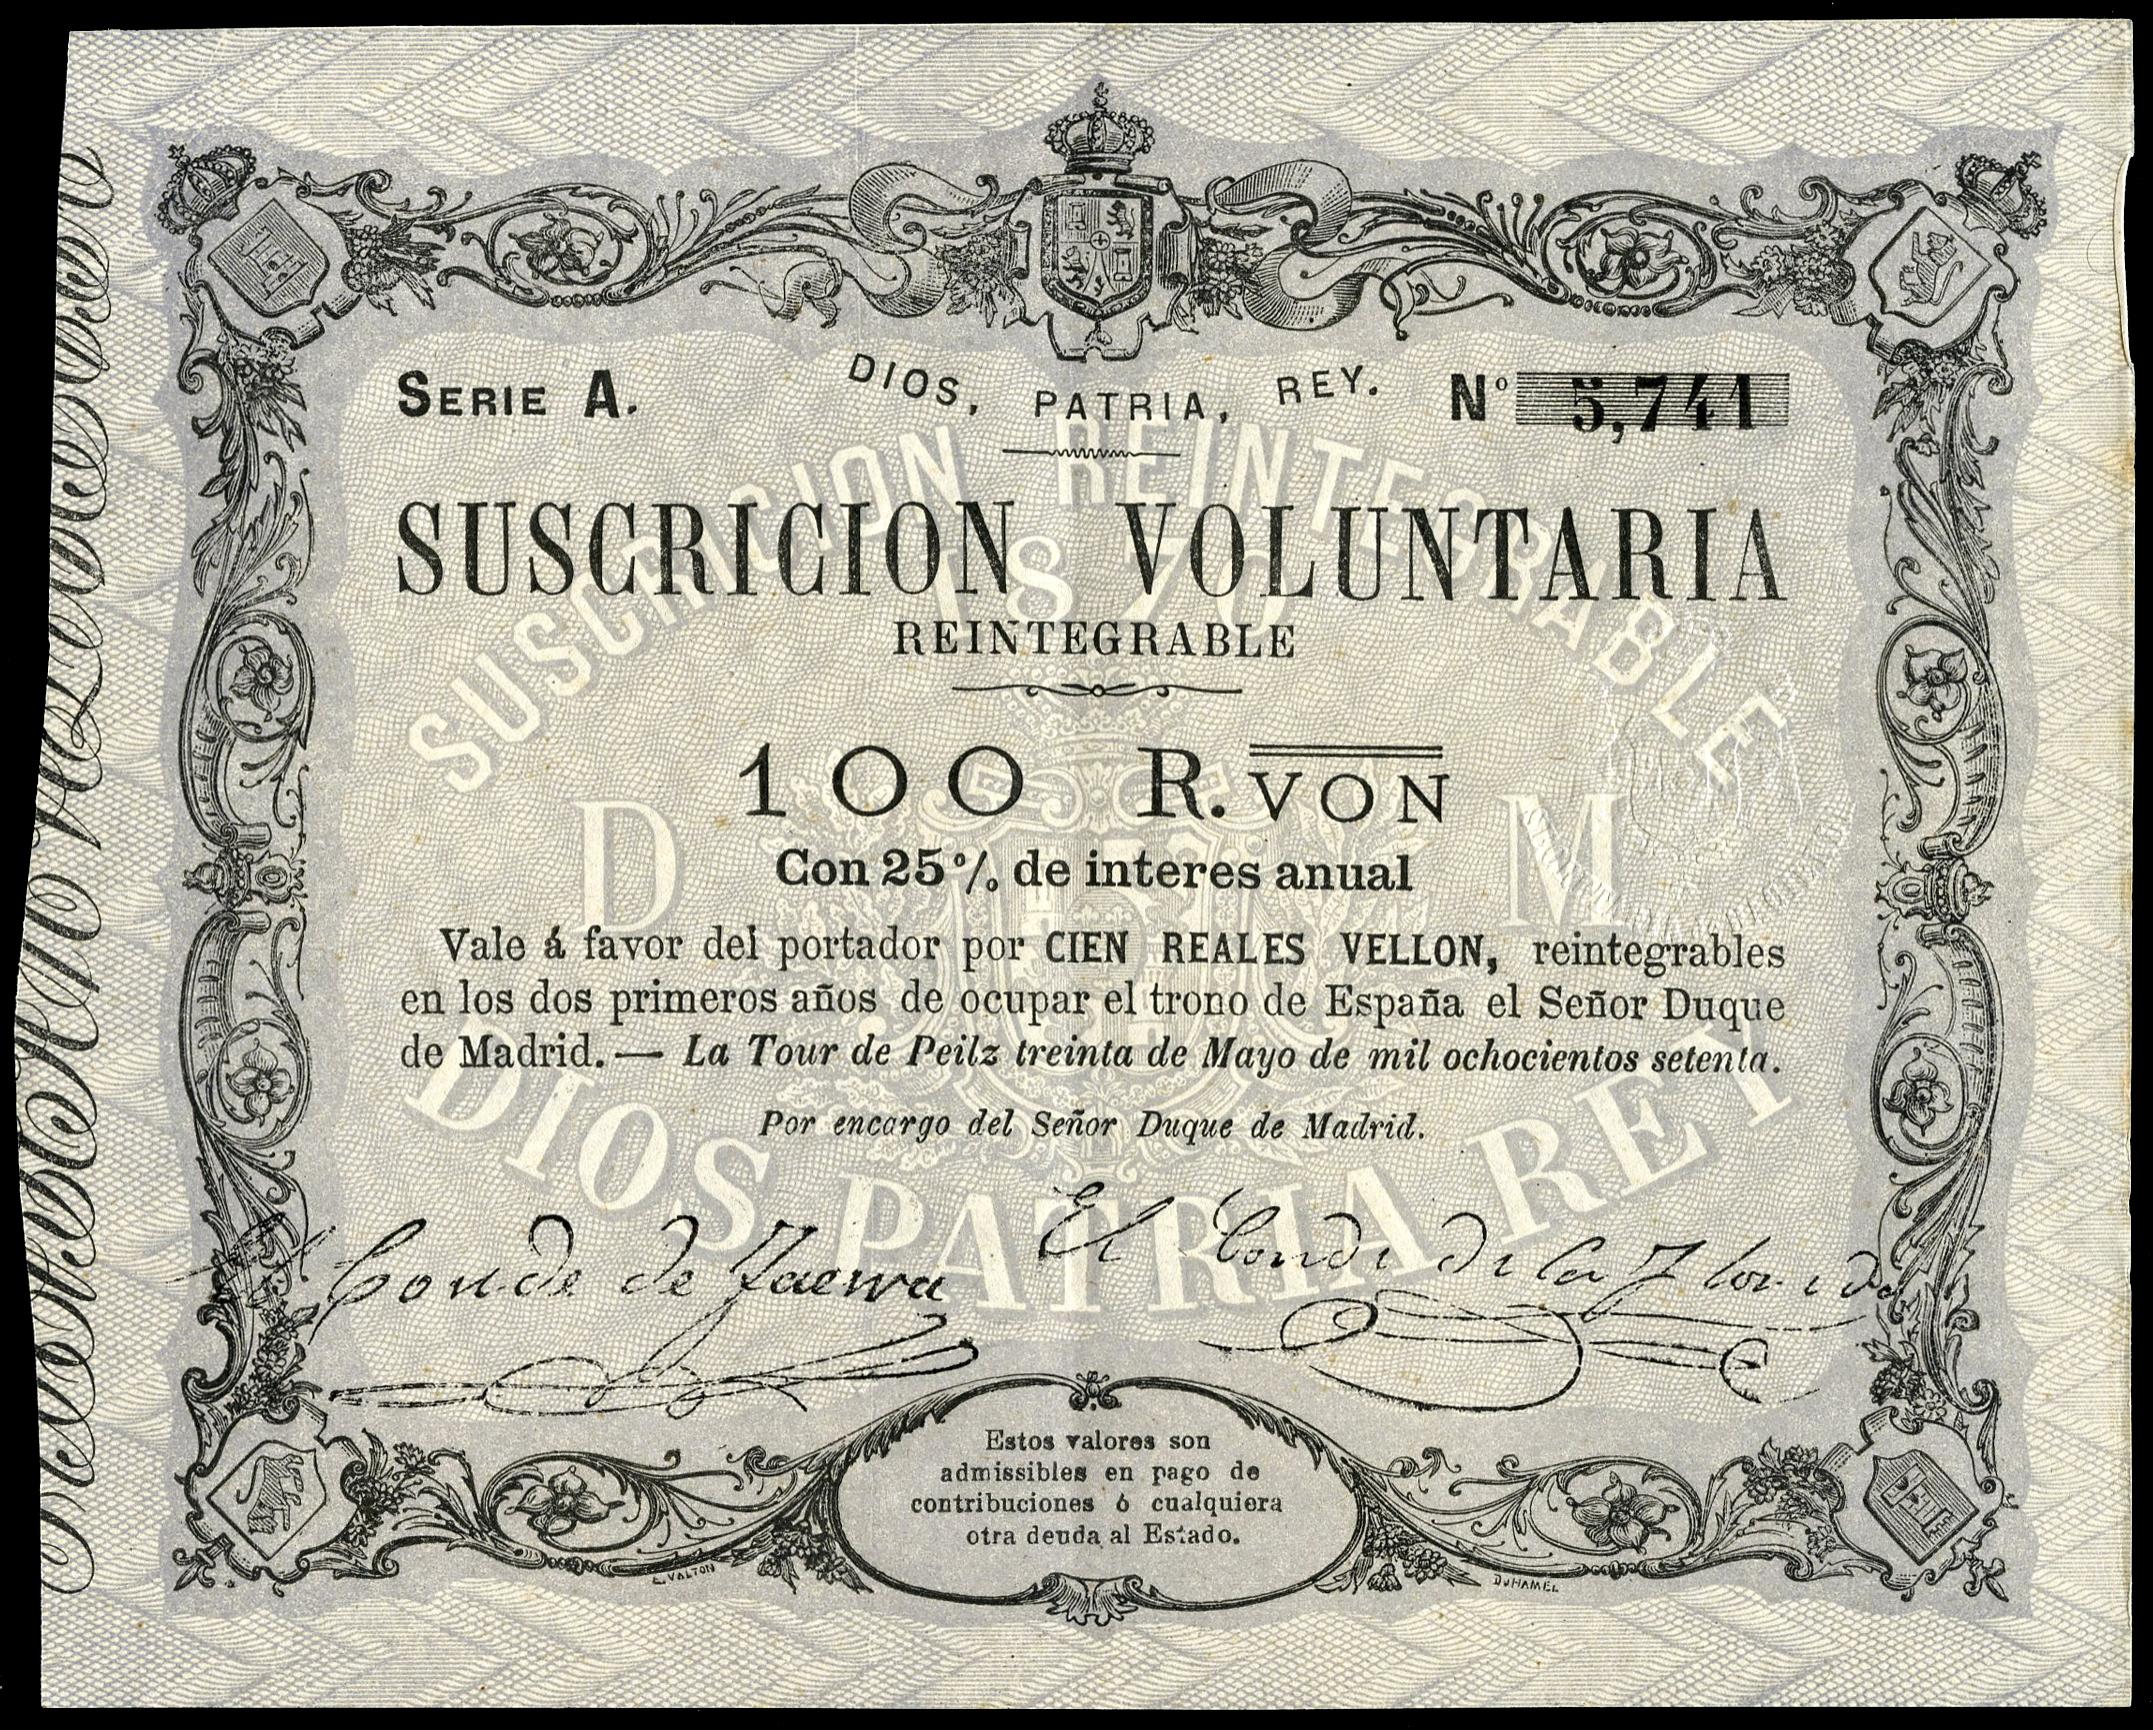 SERIE A.
DIOS, PATRIA, REY.
Nº 5,741
SUSCRICION REINTEGRABLE
1870
SUSCRICION VOLUNTARIA
REINTEGRABLE
100 R. VON
D M
Con 25 % de interes anual
Vale á favor del portador por CIEN REALES VELLON, reintegrables
en los dos primeros años de ocupar el trono de España el Señor Duque
de Madrid. — La Tour de Peilz treinta de Mayo de mil ochocientos setenta.
Por encargo del Señor Duque de Madrid.
DIOS PATRIA REY
Conde de
El Conde de la Florida
Estos valores son
admissibles en pago de
contribuciones ó cualquiera
otra deuda al Estado.
E. VALTON
DUHAMEL